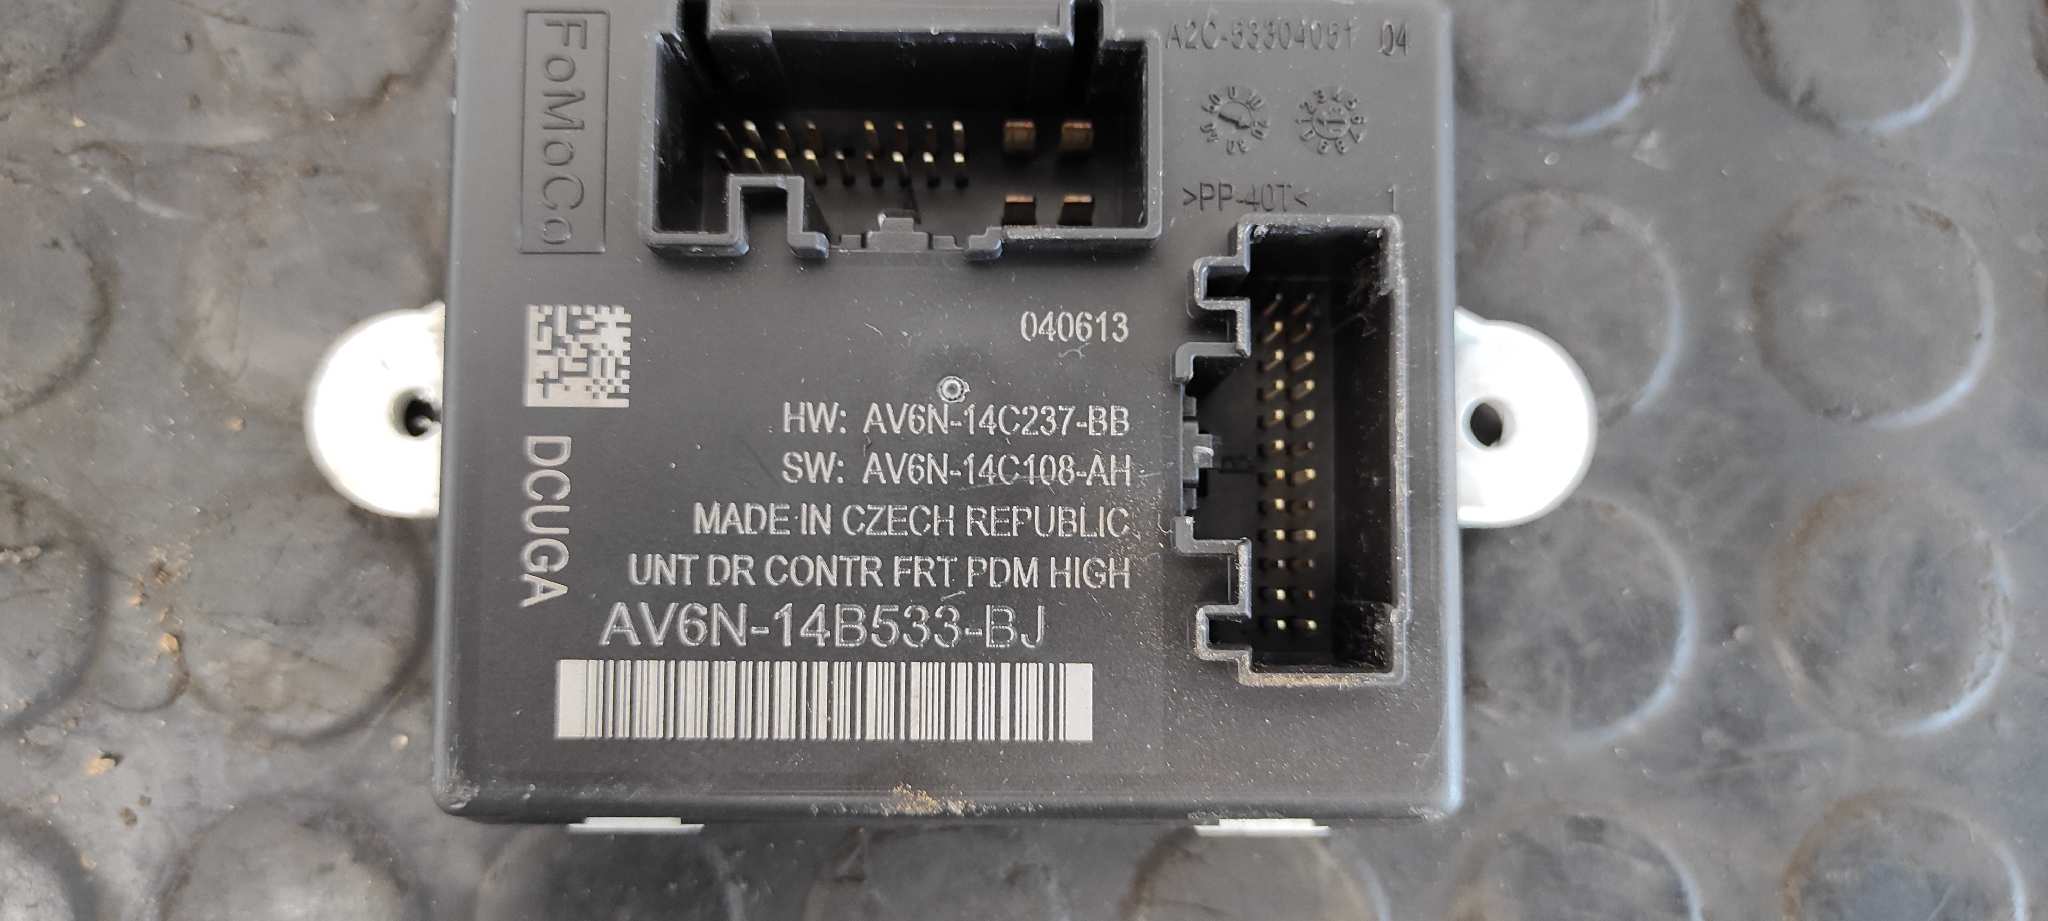 FoMoCo
A2C-53304061 04
>PP-40T< 1
040613
HW: AV6N-14C237-BB
SW: AV6N-14C108-AH
MADE IN CZECH REPUBLIC
UNT DR CONTR FRT PDM HIGH
AV6N-14B533-BJ
DCUGA